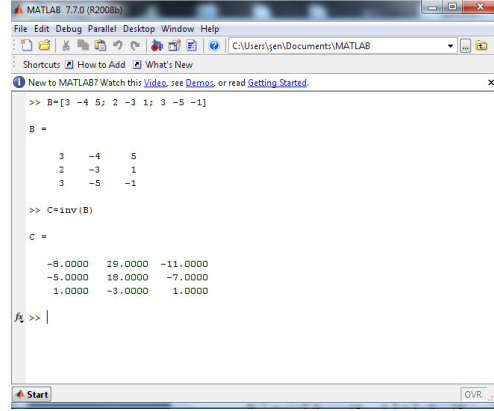 MATLAB 7.7.0 (R2008b)
File Edit Debug Parallel Desktop Window Help
C:\Users\şen\Documents\MATLAB
Shortcuts How to Add What's New
New to MATLAB? Watch this Video, see Demos, or read Getting Started.
>> B=[3 -4 5; 2 -3 1; 3 -5 -1]
B =
3 -4 5
2 -3 1
3 -5 -1
>> C=inv(B)
C =
-8.0000 29.0000 -11.0000
-5.0000 18.0000 -7.0000
1.0000 -3.0000 1.0000
fx >>
Start OVR